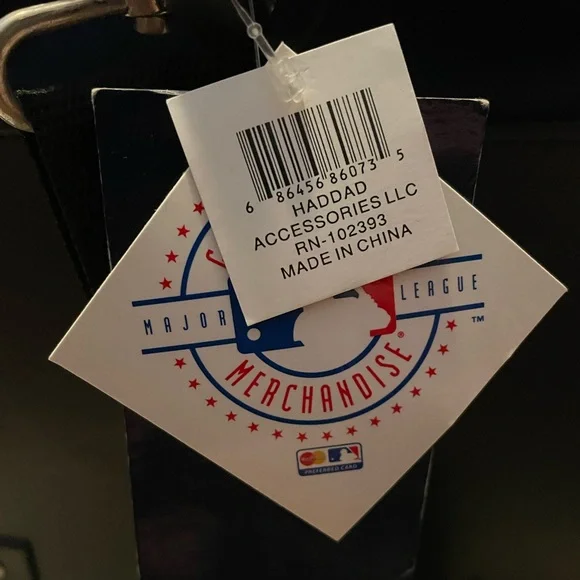 6 86456 86073 5
HADDAD
ACCESSORIES LLC
RN-102393
MADE IN CHINA
MAJOR LEAGUE
™
MERCHANDISE®
PREFERRED CARD